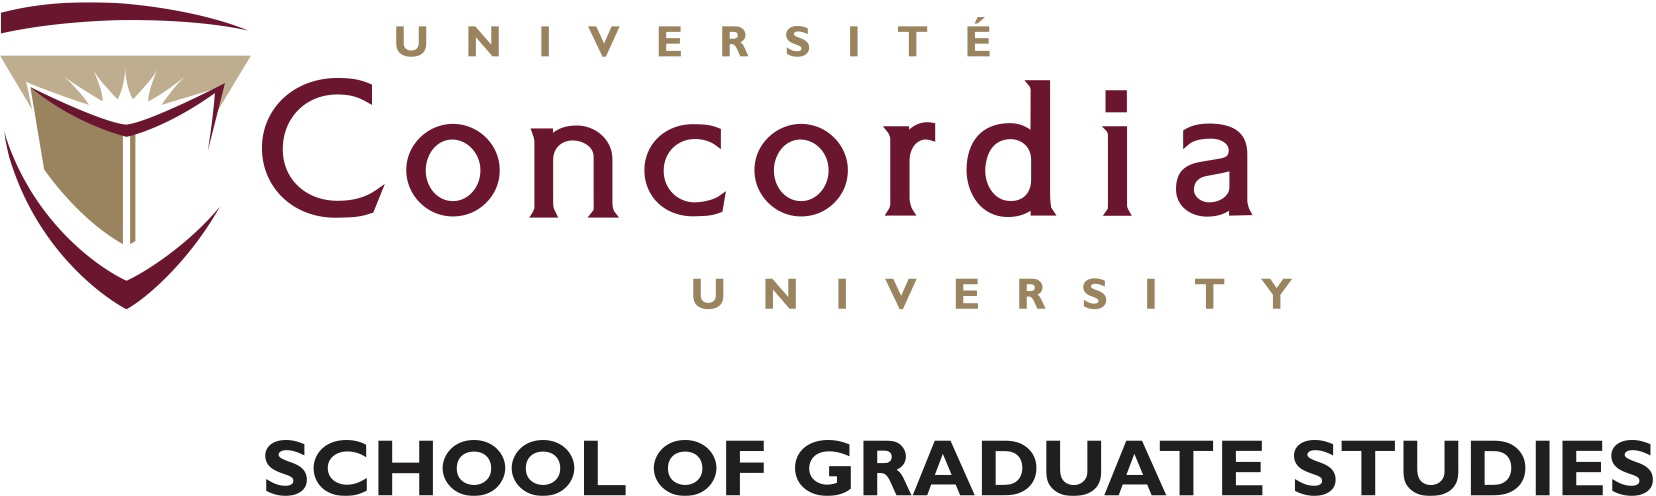 UNIVERSITÉ
Concordia
UNIVERSITY
SCHOOL OF GRADUATE STUDIES